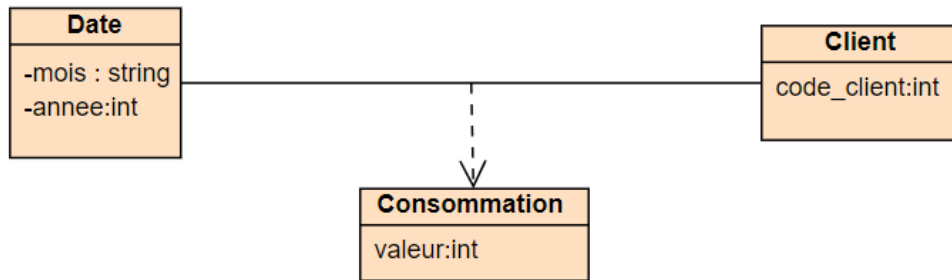 Date
-mois : string
-annee:int
Client
code_client:int
Consommation
valeur:int